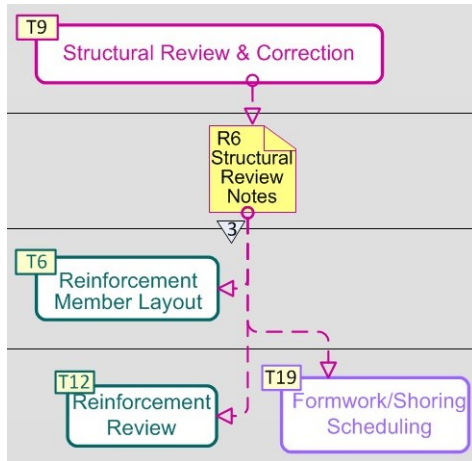 T9
Structural Review & Correction
R6
Structural
Review
Notes
3
T6
Reinforcement
Member Layout
T12
Reinforcement
Review
T19
Formwork/Shoring
Scheduling